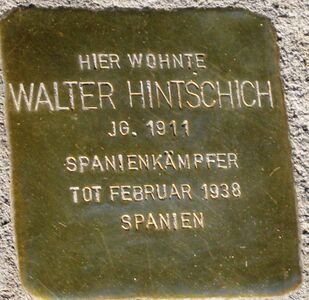 HIER WOHNTE
WALTER HINTSCHICH
JG. 1911
SPANIENKÄMPFER
TOT FEBRUAR 1938
SPANIEN